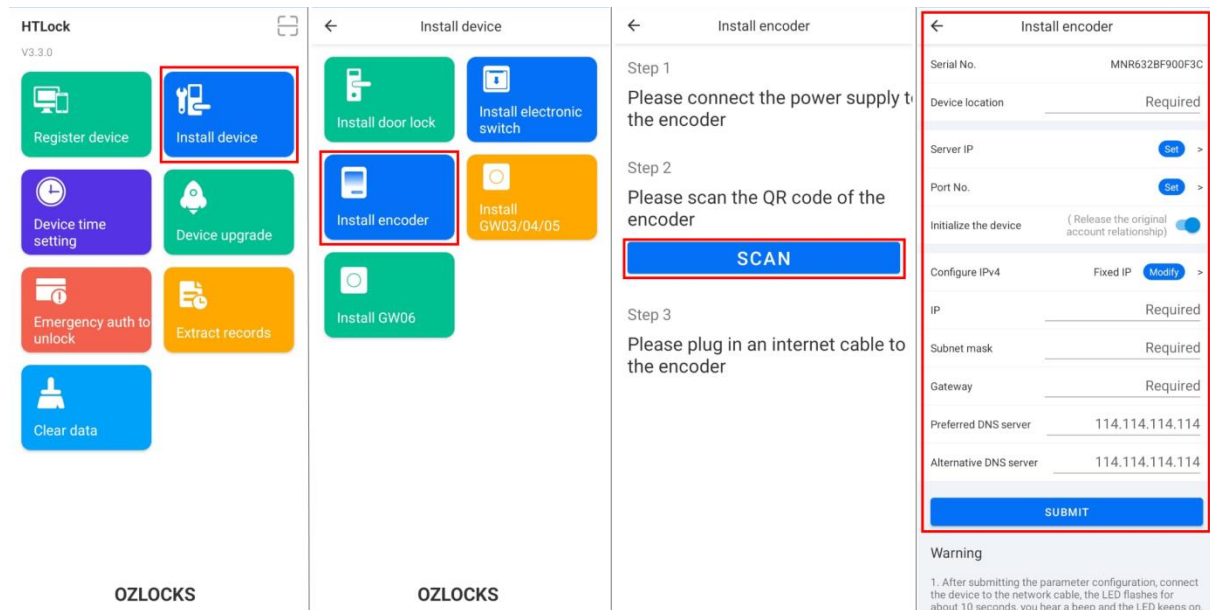 HTLock
V3.3.0
Register device
Install device
Device time
setting
Device upgrade
Emergency auth to
unlock
Extract records
Clear data
OZLOCKS
Install device
Install door lock
Install electronic
switch
Install encoder
Install
GW03/04/05
Install GW06
OZLOCKS
Install encoder
Step 1
Please connect the power supply to
the encoder
Step 2
Please scan the QR code of the
encoder
SCAN
Step 3
Please plug in an internet cable to
the encoder
Install encoder
Serial No. MNR632BF900F3C
Device location Required
Server IP Set >
Port No. Set >
Initialize the device ( Release the original
account relationship)
Configure IPv4 Fixed IP Modify >
IP Required
Subnet mask Required
Gateway Required
Preferred DNS server 114.114.114.114
Alternative DNS server 114.114.114.114
SUBMIT
Warning
1. After submitting the parameter configuration, connect
the device to the network cable, the LED flashes for
about 10 seconds, you hear a beep and the LED keeps on.